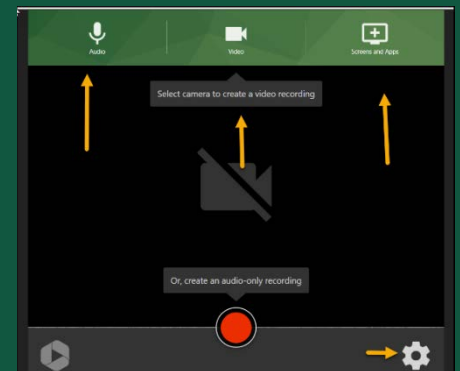 Audio
Video
Screens and Apps
Select camera to create a video recording
Or, create an audio-only recording